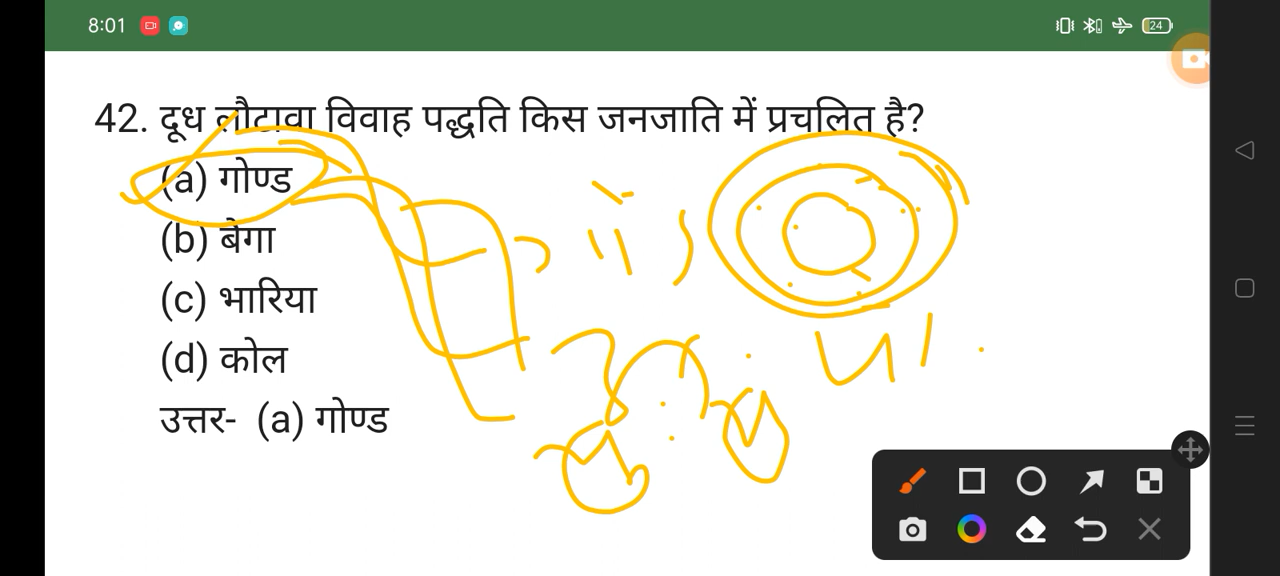 8:01
24
42. दूध लौटावा विवाह पद्धति किस जनजाति में प्रचलित है?
(a) गोण्ड
(b) बेगा
(c) भारिया
(d) कोल
उत्तर- (a) गोण्ड